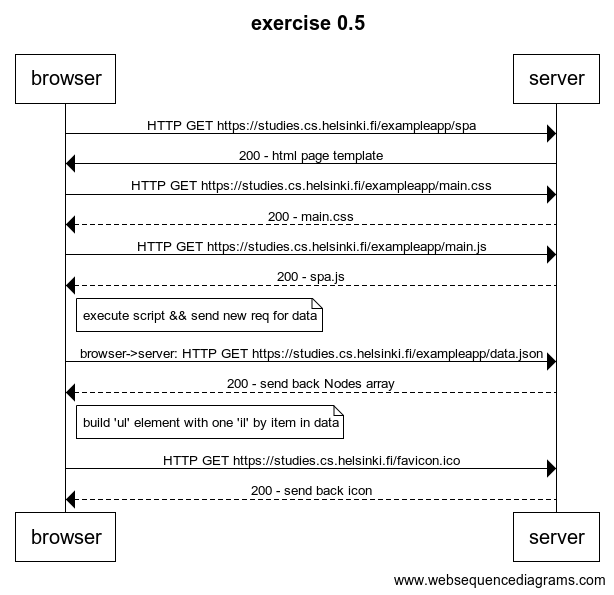 exercise 0.5
browser
server
HTTP GET https://studies.cs.helsinki.fi/exampleapp/spa
200 - html page template
HTTP GET https://studies.cs.helsinki.fi/exampleapp/main.css
200 - main.css
HTTP GET https://studies.cs.helsinki.fi/exampleapp/main.js
200 - spa.js
execute script && send new req for data
browser->server: HTTP GET https://studies.cs.helsinki.fi/exampleapp/data.json
200 - send back Nodes array
build 'ul' element with one 'il' by item in data
HTTP GET https://studies.cs.helsinki.fi/favicon.ico
200 - send back icon
browser
server
www.websequencediagrams.com